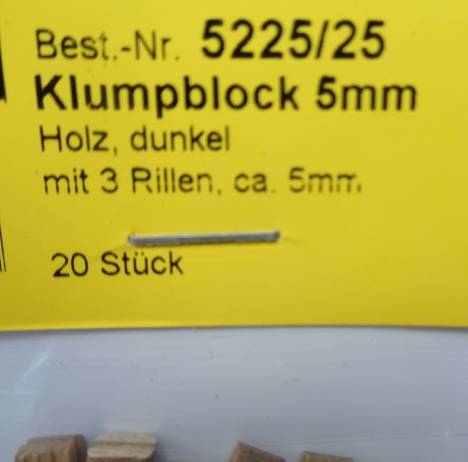 Best.-Nr. 5225/25
Klumpblock 5mm
Holz, dunkel
mit 3 Rillen, ca. 5mm
20 Stück